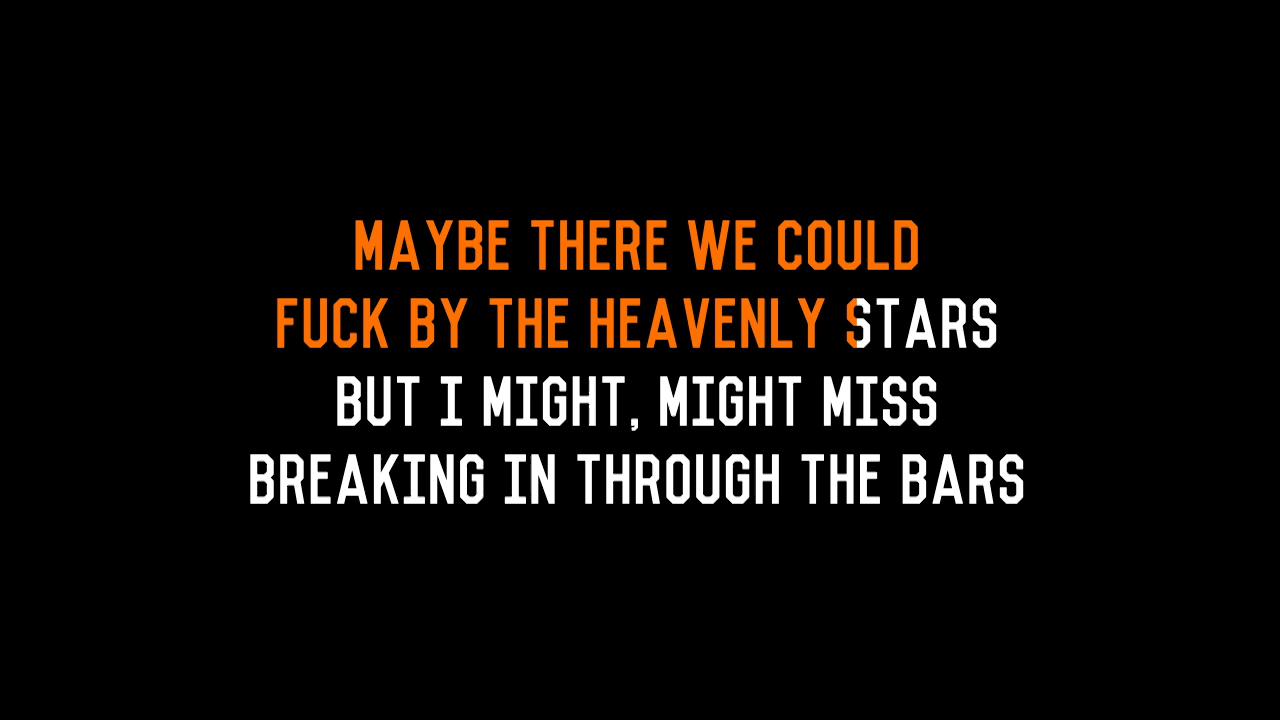 MAYBE THERE WE COULD
FUCK BY THE HEAVENLY STARS
BUT I MIGHT, MIGHT MISS
BREAKING IN THROUGH THE BARS